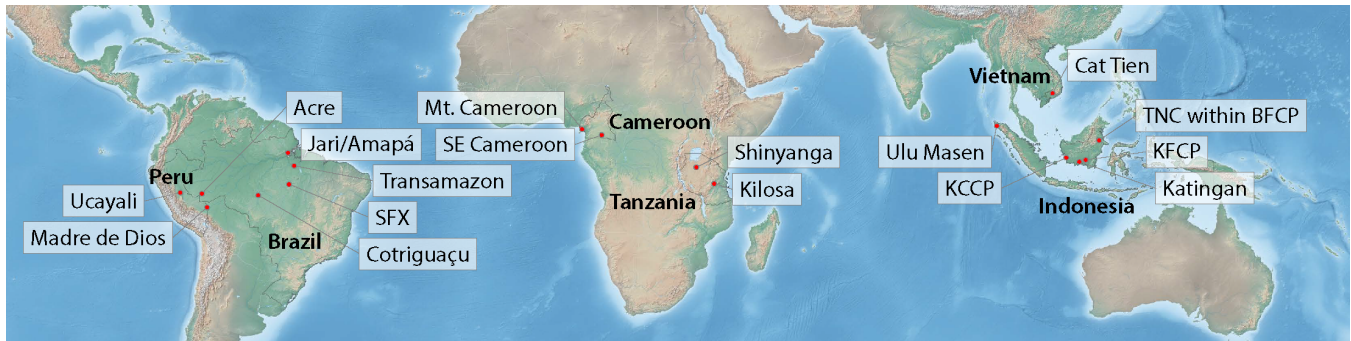 Acre
Jari/Amapá
Peru
Transamazon
Ucayali
SFX
Madre de Dios
Brazil
Cotriguaçu
Mt. Cameroon
Cameroon
SE Cameroon
Shinyanga
Tanzania
Kilosa
Vietnam
Cat Tien
TNC within BFCP
Ulu Masen
KFCP
KCCP
Katingan
Indonesia